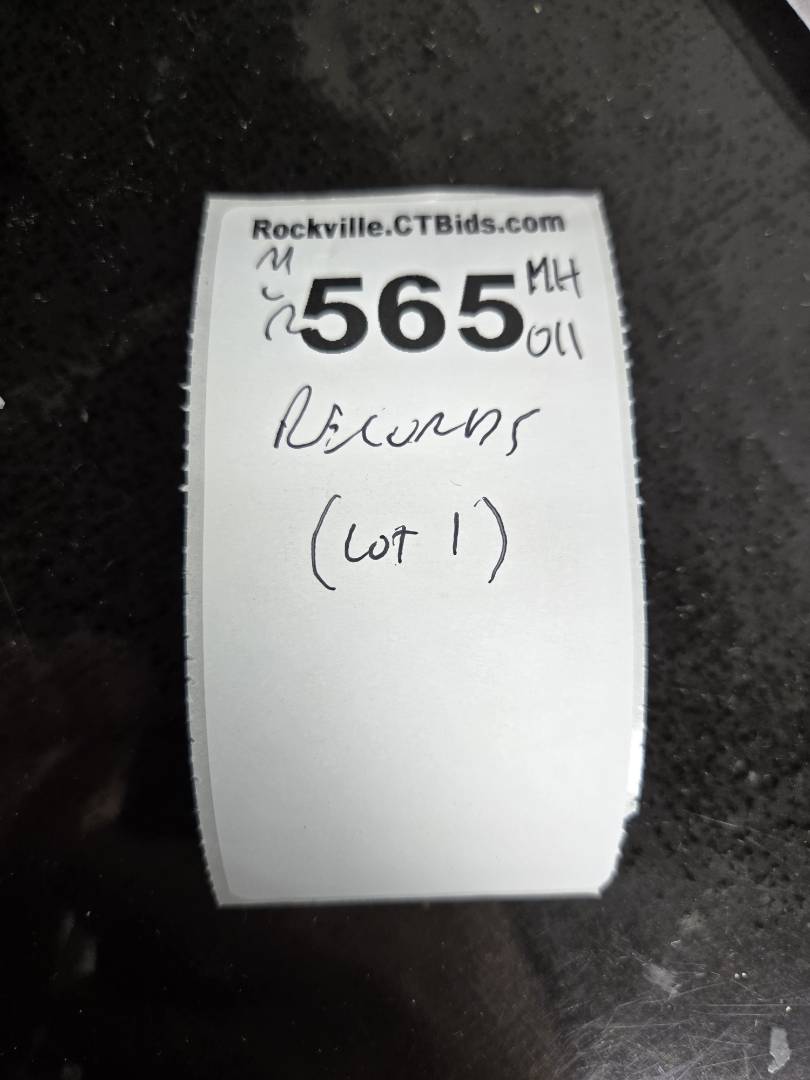 Rockville.CTBids.com
565
MH
011
RECORDS
(Lot 1)